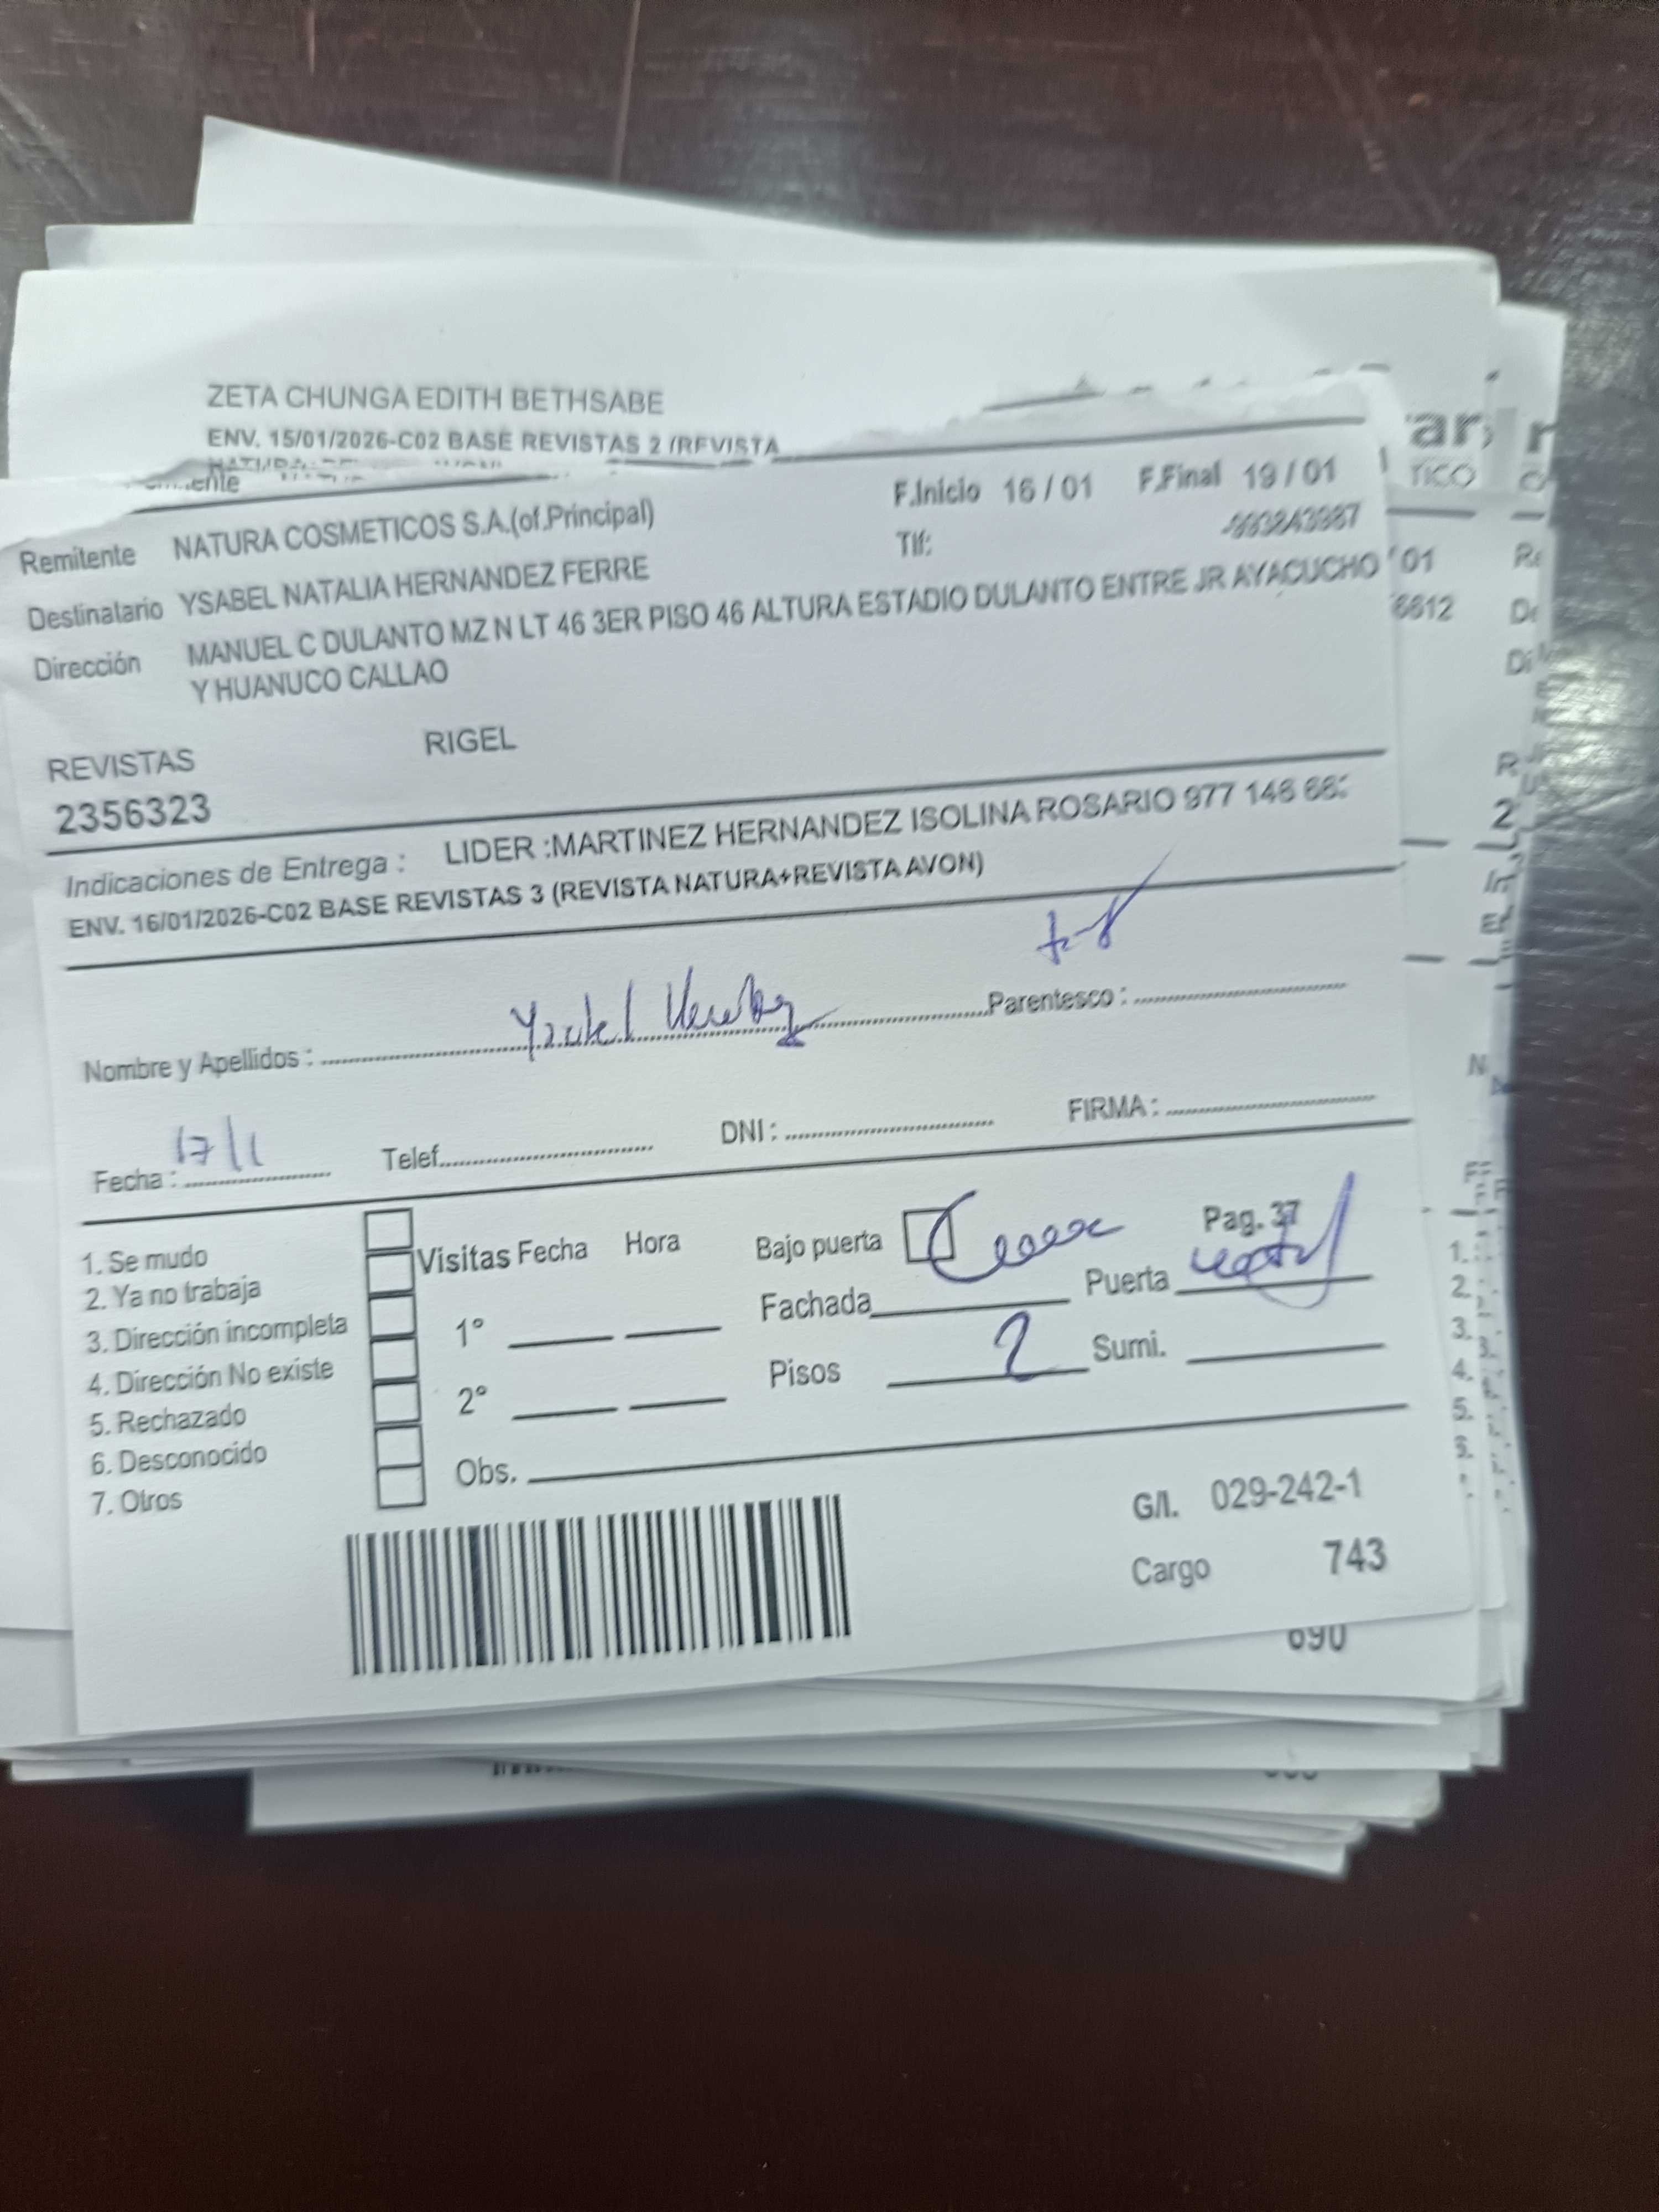 ZETA CHUNGA EDITH BETHSABE
ENV. 15/01/2026-C02 BASE REVISTAS 2 (REVISTA
F.Inicio 16 / 01 F.Final 19 / 01
Remitente NATURA COSMETICOS S.A.(of.Principal)
Tlf:
Destinatario YSABEL NATALIA HERNANDEZ FERRE
Dirección MANUEL C DULANTO MZ N LT 46 3ER PISO 46 ALTURA ESTADIO DULANTO ENTRE JR AYACUCHO
Y HUANUCO CALLAO
REVISTAS RIGEL
2356323
Indicaciones de Entrega : LIDER :MARTINEZ HERNANDEZ ISOLINA ROSARIO 977 146
ENV. 16/01/2026-C02 BASE REVISTAS 3 (REVISTA NATURA+REVISTA AVON)
Nombre y Apellidos : Ysabel Parentesco :
Fecha : 17/1 Telef. DNI : FIRMA :
1. Se mudo
2. Ya no trabaja
3. Dirección incompleta
4. Dirección No existe
5. Rechazado
6. Desconocido
7. Otros
Visitas Fecha Hora
1°
2°
Obs.
Bajo puerta Pag. 37
Fachada Puerta
Pisos 2 Sumi.
G/I. 029-242-1
Cargo 743
690